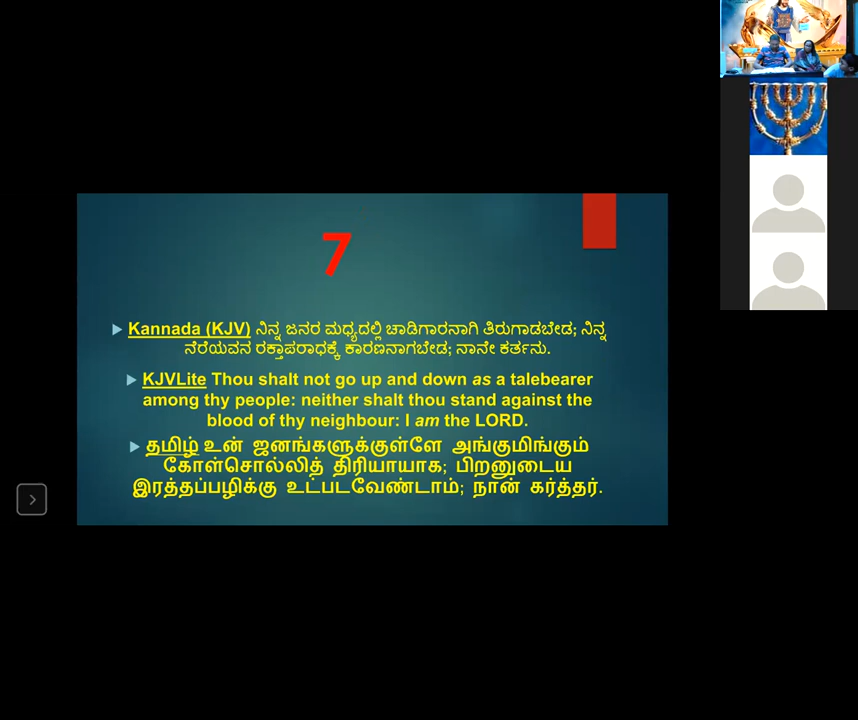 7
Kannada (KJV) ನಿನ್ನ ಜನರ ಮಧ್ಯದಲ್ಲಿ ಚಾಡಿಗಾರನಾಗಿ ತಿರುಗಾಡಬೇಡ; ನಿನ್ನ
ನೆರೆಯವನ ರಕ್ತಾಪರಾಧಕ್ಕೆ ಕಾರಣನಾಗಬೇಡ; ನಾನೇ ಕರ್ತನು.
KJVLite Thou shalt not go up and down as a talebearer
among thy people: neither shalt thou stand against the
blood of thy neighbour: I am the LORD.
தமிழ் உன் ஜனங்களுக்குள்ளே அங்குமிங்கும்
கோள்சொல்லித் திரியாயாக; பிறனுடைய
இரத்தப்பழிக்கு உட்படவேண்டாம்; நான் கர்த்தர்.